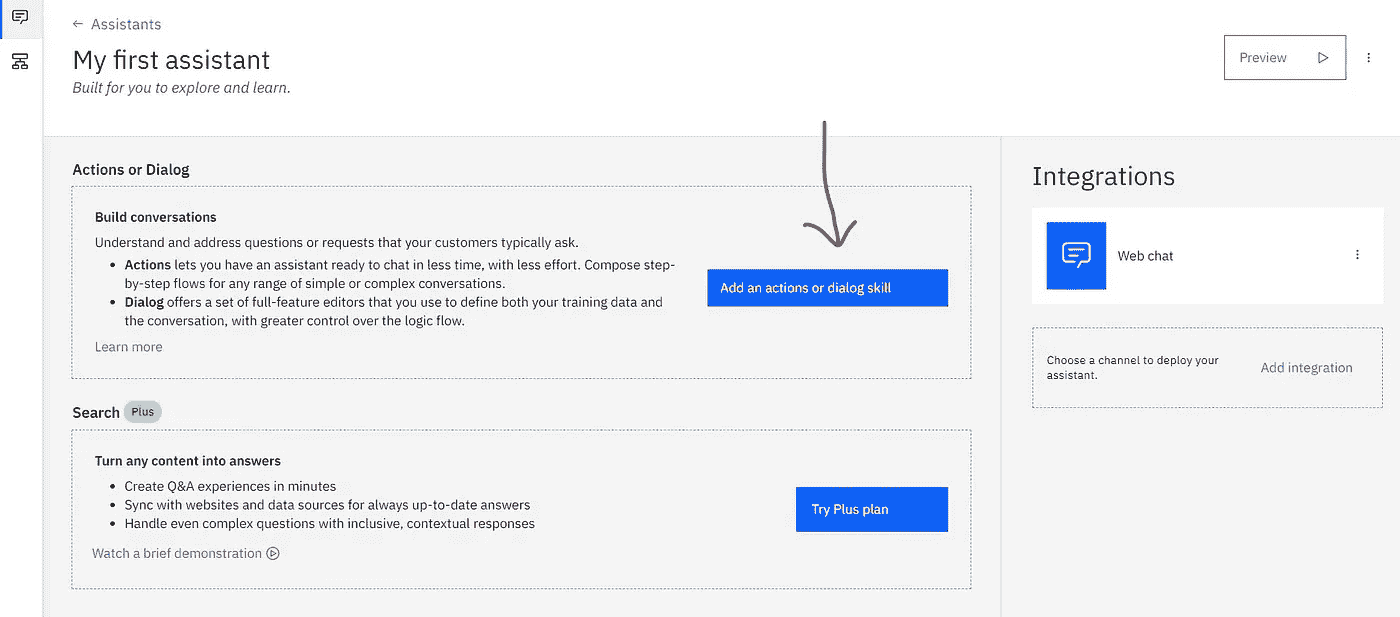 ← Assistants
My first assistant
Built for you to explore and learn.
Preview
Actions or Dialog
Build conversations
Understand and address questions or requests that your customers typically ask.
• Actions lets you have an assistant ready to chat in less time, with less effort. Compose step-
by-step flows for any range of simple or complex conversations.
• Dialog offers a set of full-feature editors that you use to define both your training data and
the conversation, with greater control over the logic flow.
Learn more
Add an actions or dialog skill
Search Plus
Turn any content into answers
• Create Q&A experiences in minutes
• Sync with websites and data sources for always up-to-date answers
• Handle even complex questions with inclusive, contextual responses
Watch a brief demonstration
Try Plus plan
Integrations
Web chat
Choose a channel to deploy your
assistant.
Add integration